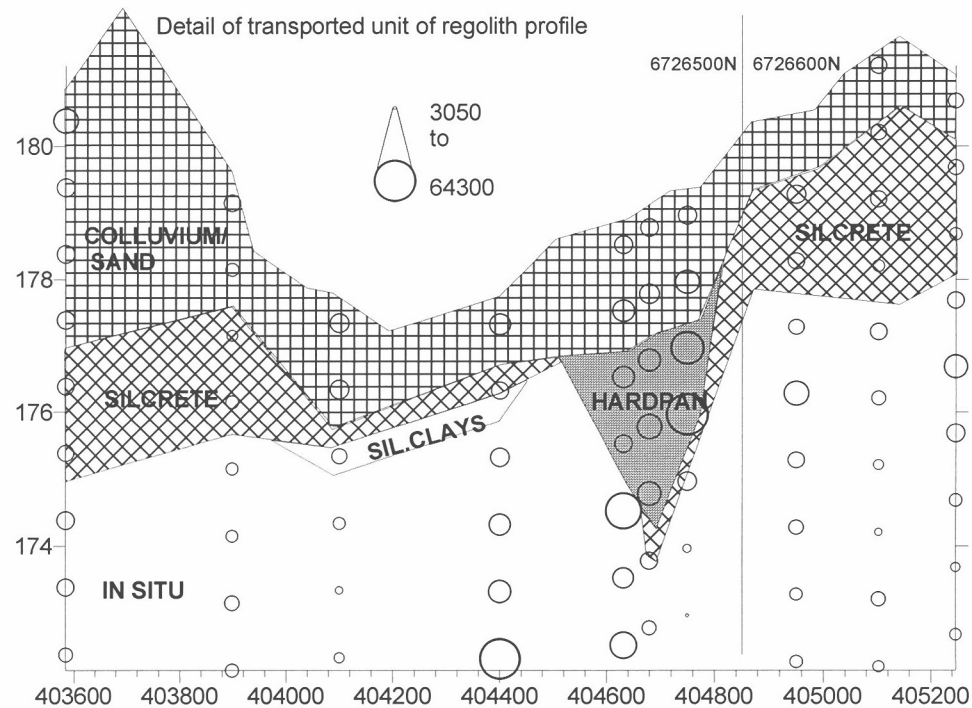 Detail of transported unit of regolith profile
6726500N 6726600N
3050
to
64300
180
178
176
174
COLLUVIUM/
SAND
SILCRETE
SILCRETE
HARDPAN
SIL.CLAYS
IN SITU
403600 403800 404000 404200 404400 404600 404800 405000 405200